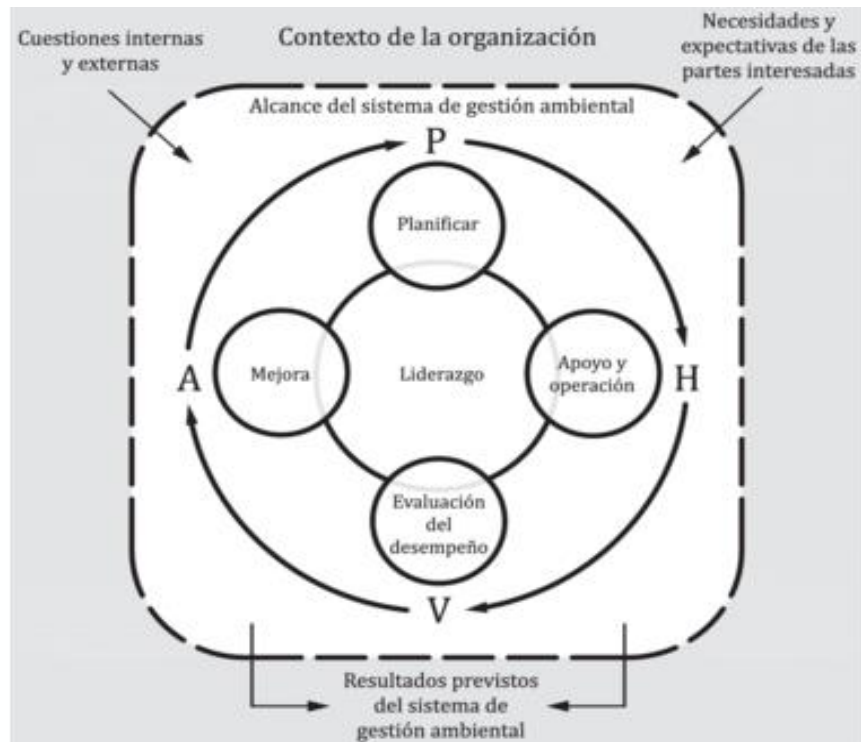 Cuestiones internas
y externas
Contexto de la organización
Necesidades y
expectativas de las
partes interesadas
Alcance del sistema de gestión ambiental
P
Planificar
A
Mejora
Liderazgo
Apoyo y
operación
H
Evaluación
del
desempeño
V
Resultados previstos
del sistema de
gestión ambiental